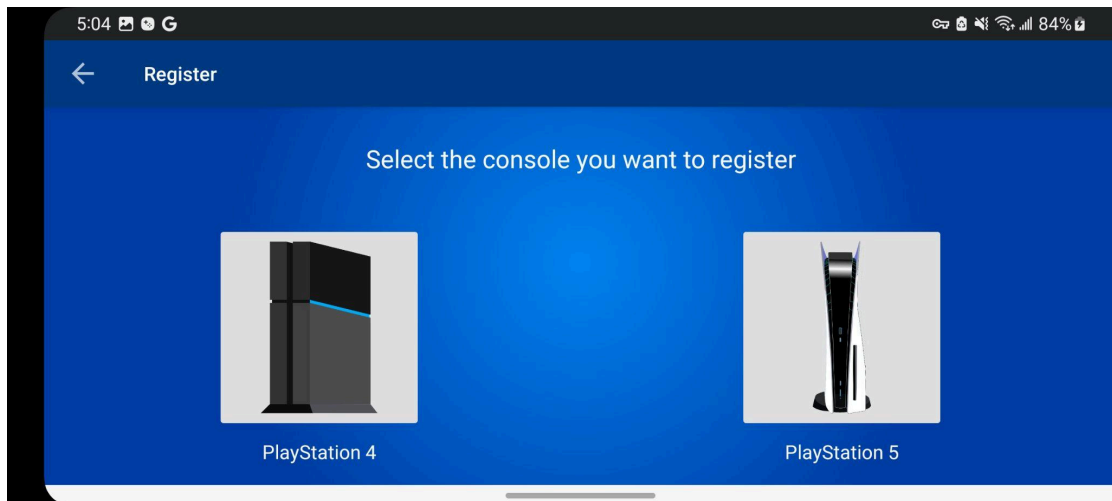 5:04 G 84%
Register
Select the console you want to register
PlayStation 4 PlayStation 5